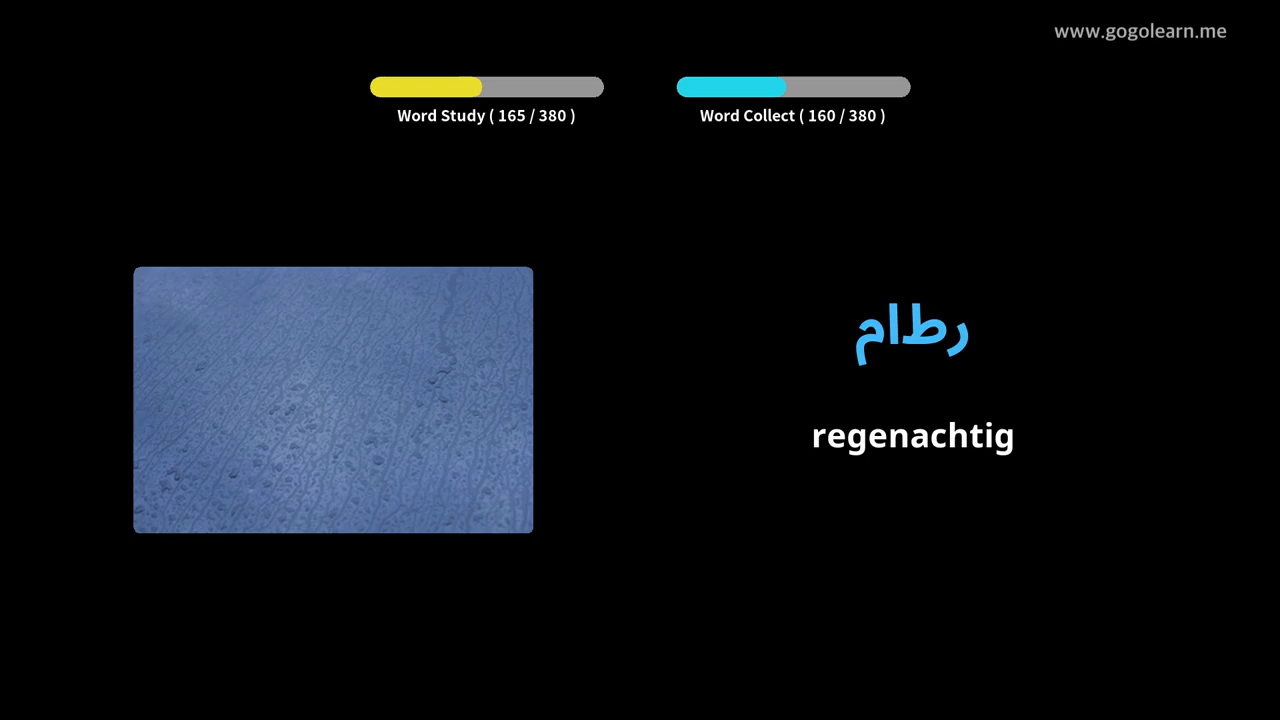 www.gogolearn.me
Word Study ( 165 / 380 )
Word Collect ( 160 / 380 )
رطام
regenachtig